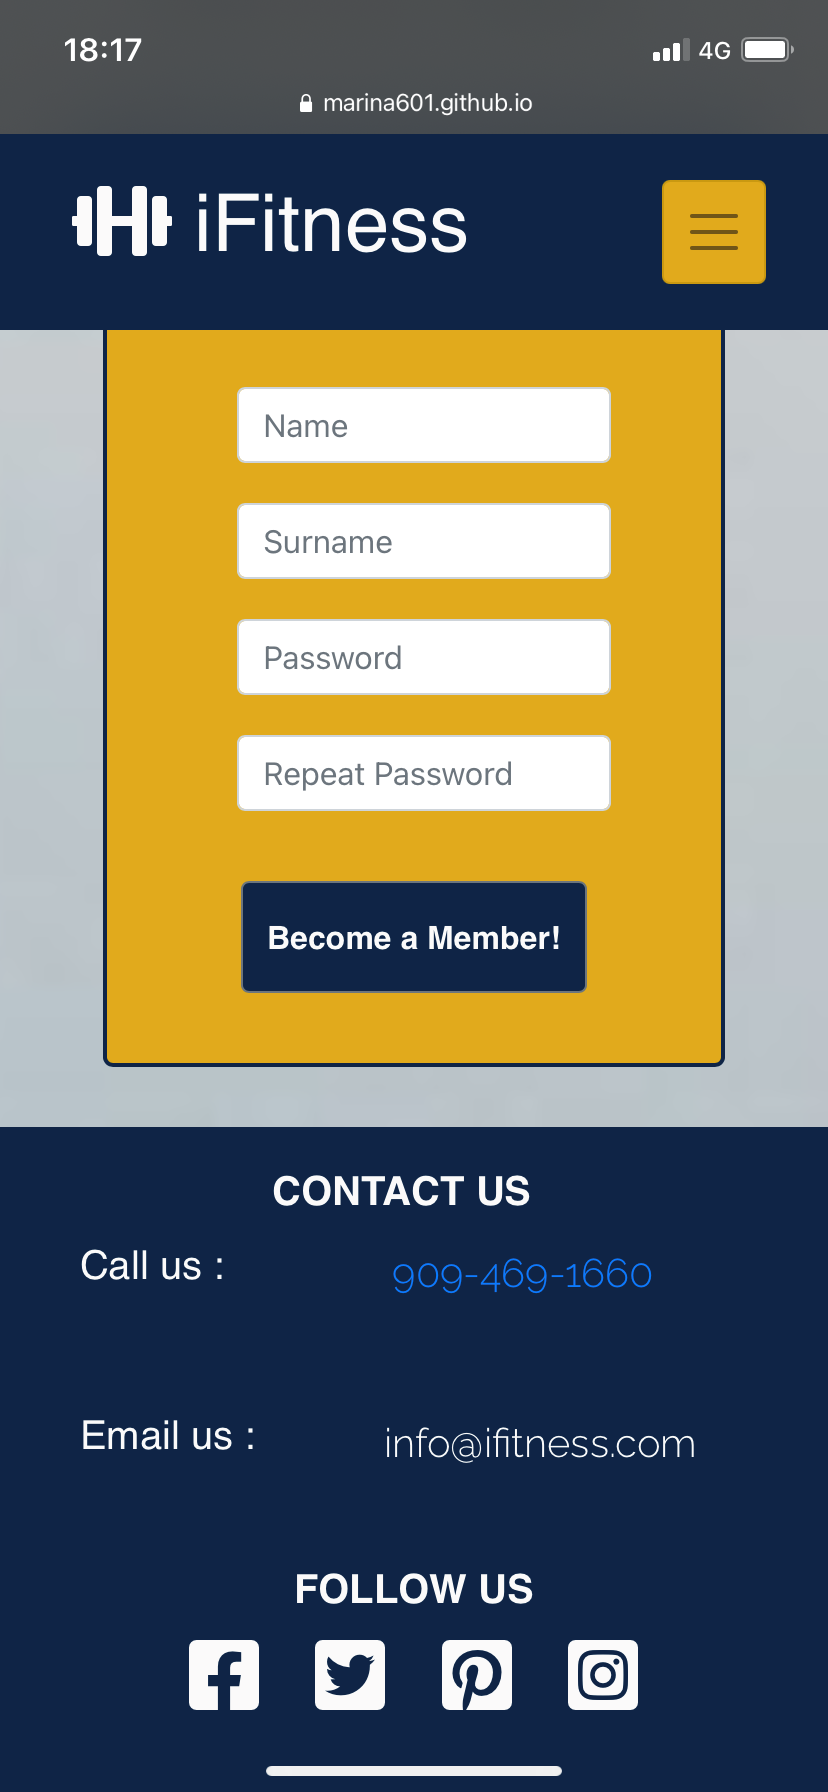 18:17
4G
marina601.github.io
iFitness
Name
Surname
Password
Repeat Password
Become a Member!
CONTACT US
Call us : 909-469-1660
Email us : info@ifitness.com
FOLLOW US